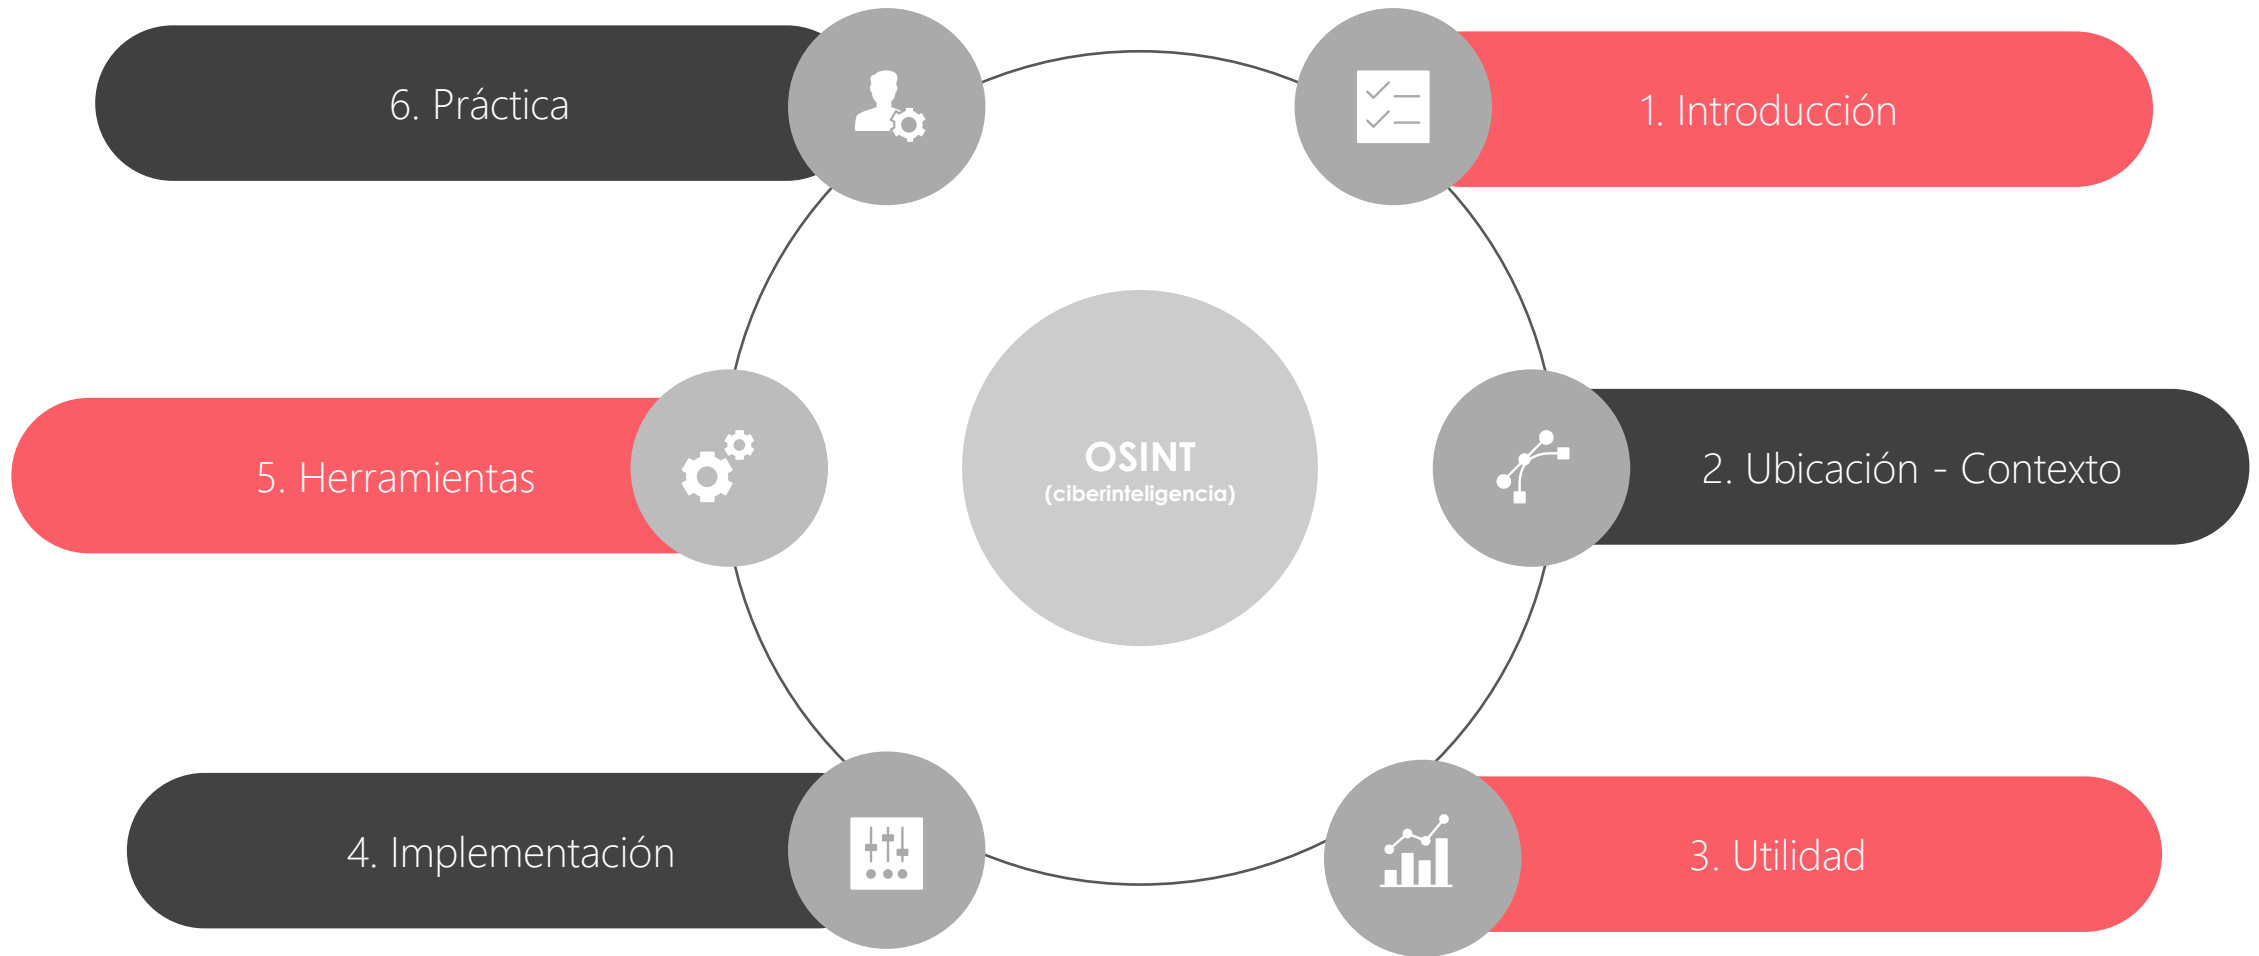 1. Introducción
2. Ubicación - Contexto
3. Utilidad
4. Implementación
5. Herramientas
6. Práctica
OSINT
(ciberinteligencia)